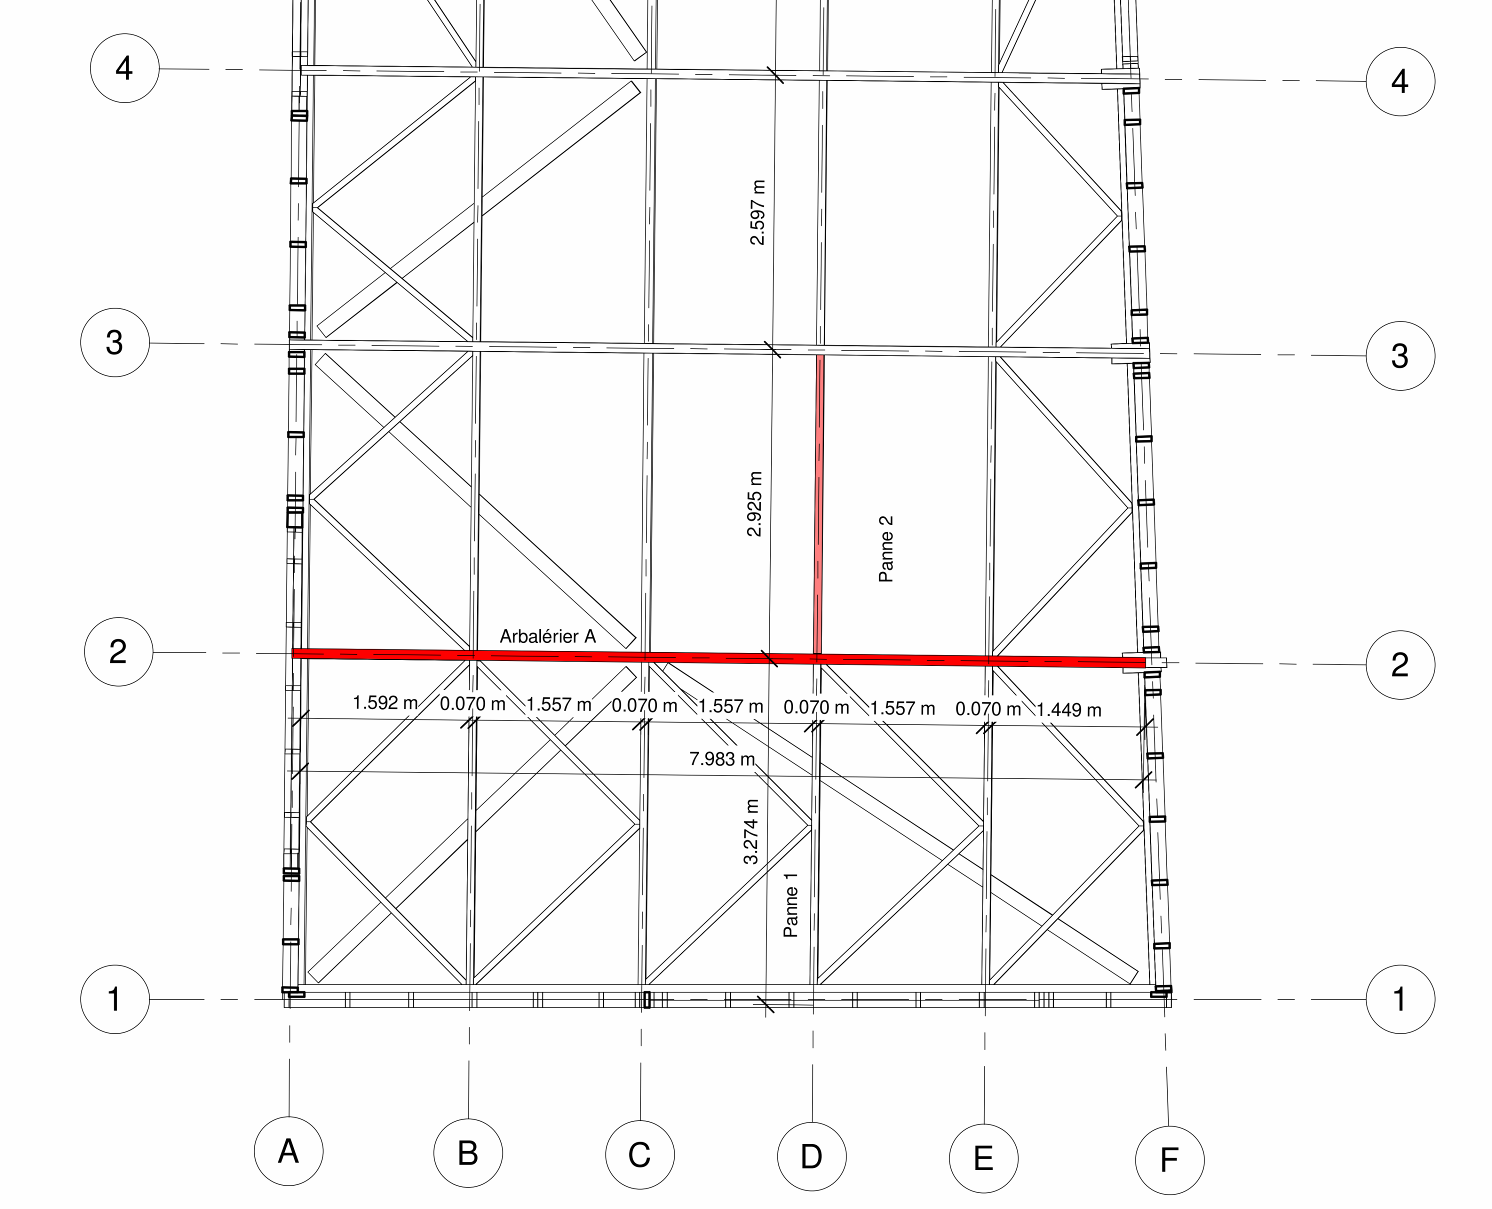 4
4
2.597 m
3
3
2.925 m
Panne 2
Arbalérier A
2
2
1.592 m
0.070 m
1.557 m
0.070 m
1.557 m
0.070 m
1.557 m
0.070 m
1.449 m
7.983 m
3.274 m
Panne 1
1
1
A
B
C
D
E
F